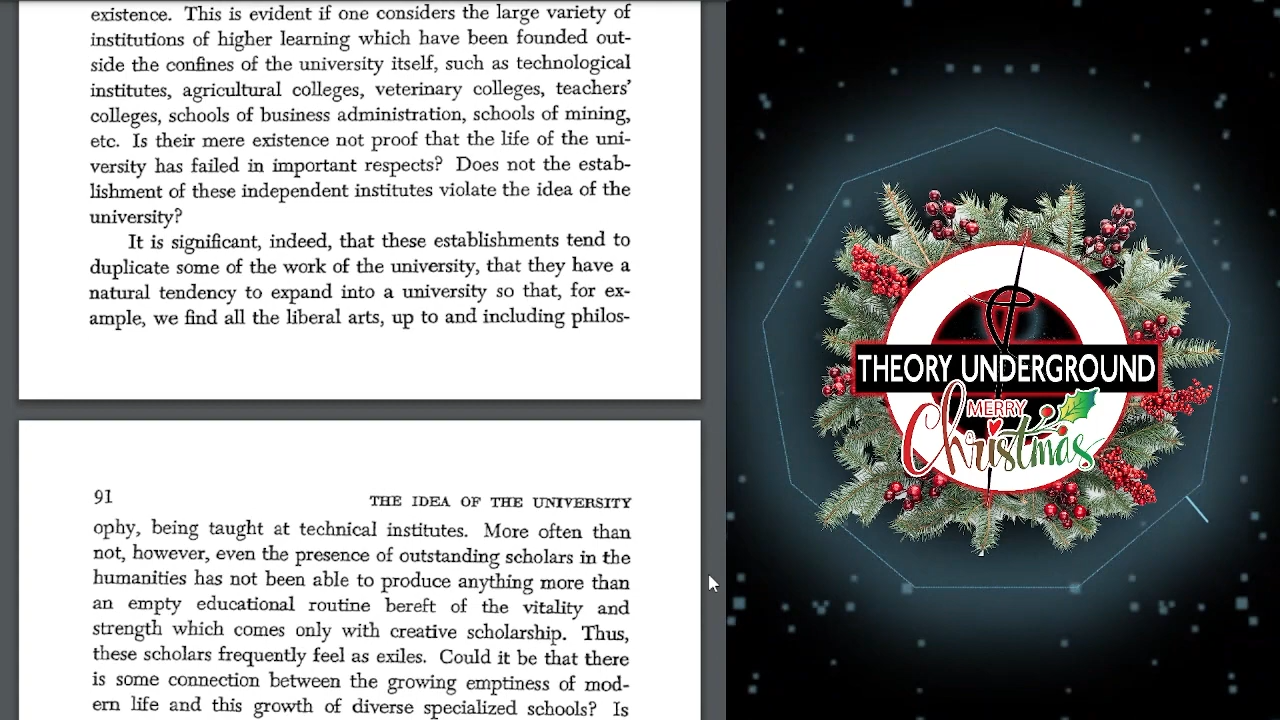 existence. This is evident if one considers the large variety of
institutions of higher learning which have been founded out-
side the confines of the university itself, such as technological
institutes, agricultural colleges, veterinary colleges, teachers'
colleges, schools of business administration, schools of mining,
etc. Is their mere existence not proof that the life of the uni-
versity has failed in important respects? Does not the estab-
lishment of these independent institutes violate the idea of the
university?
It is significant, indeed, that these establishments tend to
duplicate some of the work of the university, that they have a
natural tendency to expand into a university so that, for ex-
ample, we find all the liberal arts, up to and including philos-
91 THE IDEA OF THE UNIVERSITY
ophy, being taught at technical institutes. More often than
not, however, even the presence of outstanding scholars in the
humanities has not been able to produce anything more than
an empty educational routine bereft of the vitality and
strength which comes only with creative scholarship. Thus,
these scholars frequently feel as exiles. Could it be that there
is some connection between the growing emptiness of mod-
ern life and this growth of diverse specialized schools? Is
THEORY UNDERGROUND
MERRY
Christmas